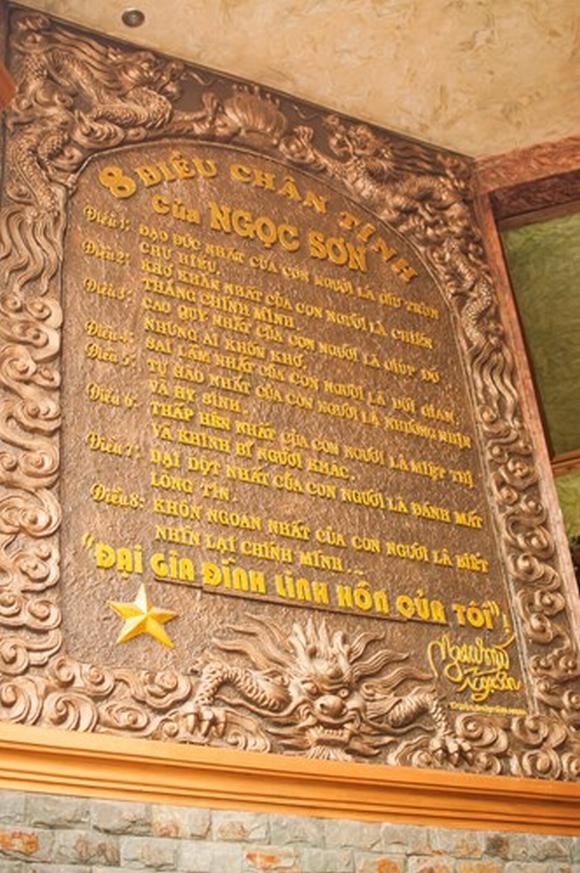 8 ĐIỀU CHÂN TÌNH
Của NGỌC SƠN
Điều 1: ĐẠO ĐỨC NHẤT CỦA CON NGƯỜI LÀ GIỮ TRÒN
CHỮ HIẾU.
Điều 2: KHÓ KHĂN NHẤT CỦA CON NGƯỜI LÀ CHIẾN
THẮNG CHÍNH MÌNH.
Điều 3: CAO QUÝ NHẤT CỦA CON NGƯỜI LÀ GIÚP ĐỠ
NHỮNG AI KHỐN KHÓ.
Điều 4: SAI LẦM NHẤT CỦA CON NGƯỜI LÀ DỐI GIAN.
Điều 5: TỰ HÀO NHẤT CỦA CON NGƯỜI LÀ NHƯỜNG NHỊN
VÀ HY SINH.
Điều 6: THẤP HÈN NHẤT CỦA CON NGƯỜI LÀ MIỆT THỊ
VÀ KHINH BỈ NGƯỜI KHÁC.
Điều 7: DẠI DỘT NHẤT CỦA CON NGƯỜI LÀ ĐÁNH MẤT
LÒNG TIN.
Điều 8: KHÔN NGOAN NHẤT CỦA CON NGƯỜI LÀ BIẾT
NHÌN LẠI CHÍNH MÌNH...
"ĐẠI GIA ĐÌNH LINH HỒN CỦA TÔI"!
Ngọc Sơn